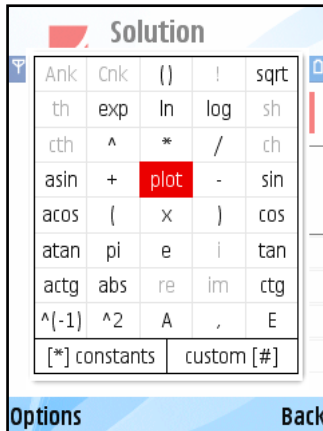 Solution
Ank Cnk () ! sqrt
th exp ln log sh
cth ^ * / ch
asin + plot - sin
acos ( x ) cos
atan pi e i tan
actg abs re im ctg
^(-1) ^2 A , E
[*] constants custom [#]
Options Back